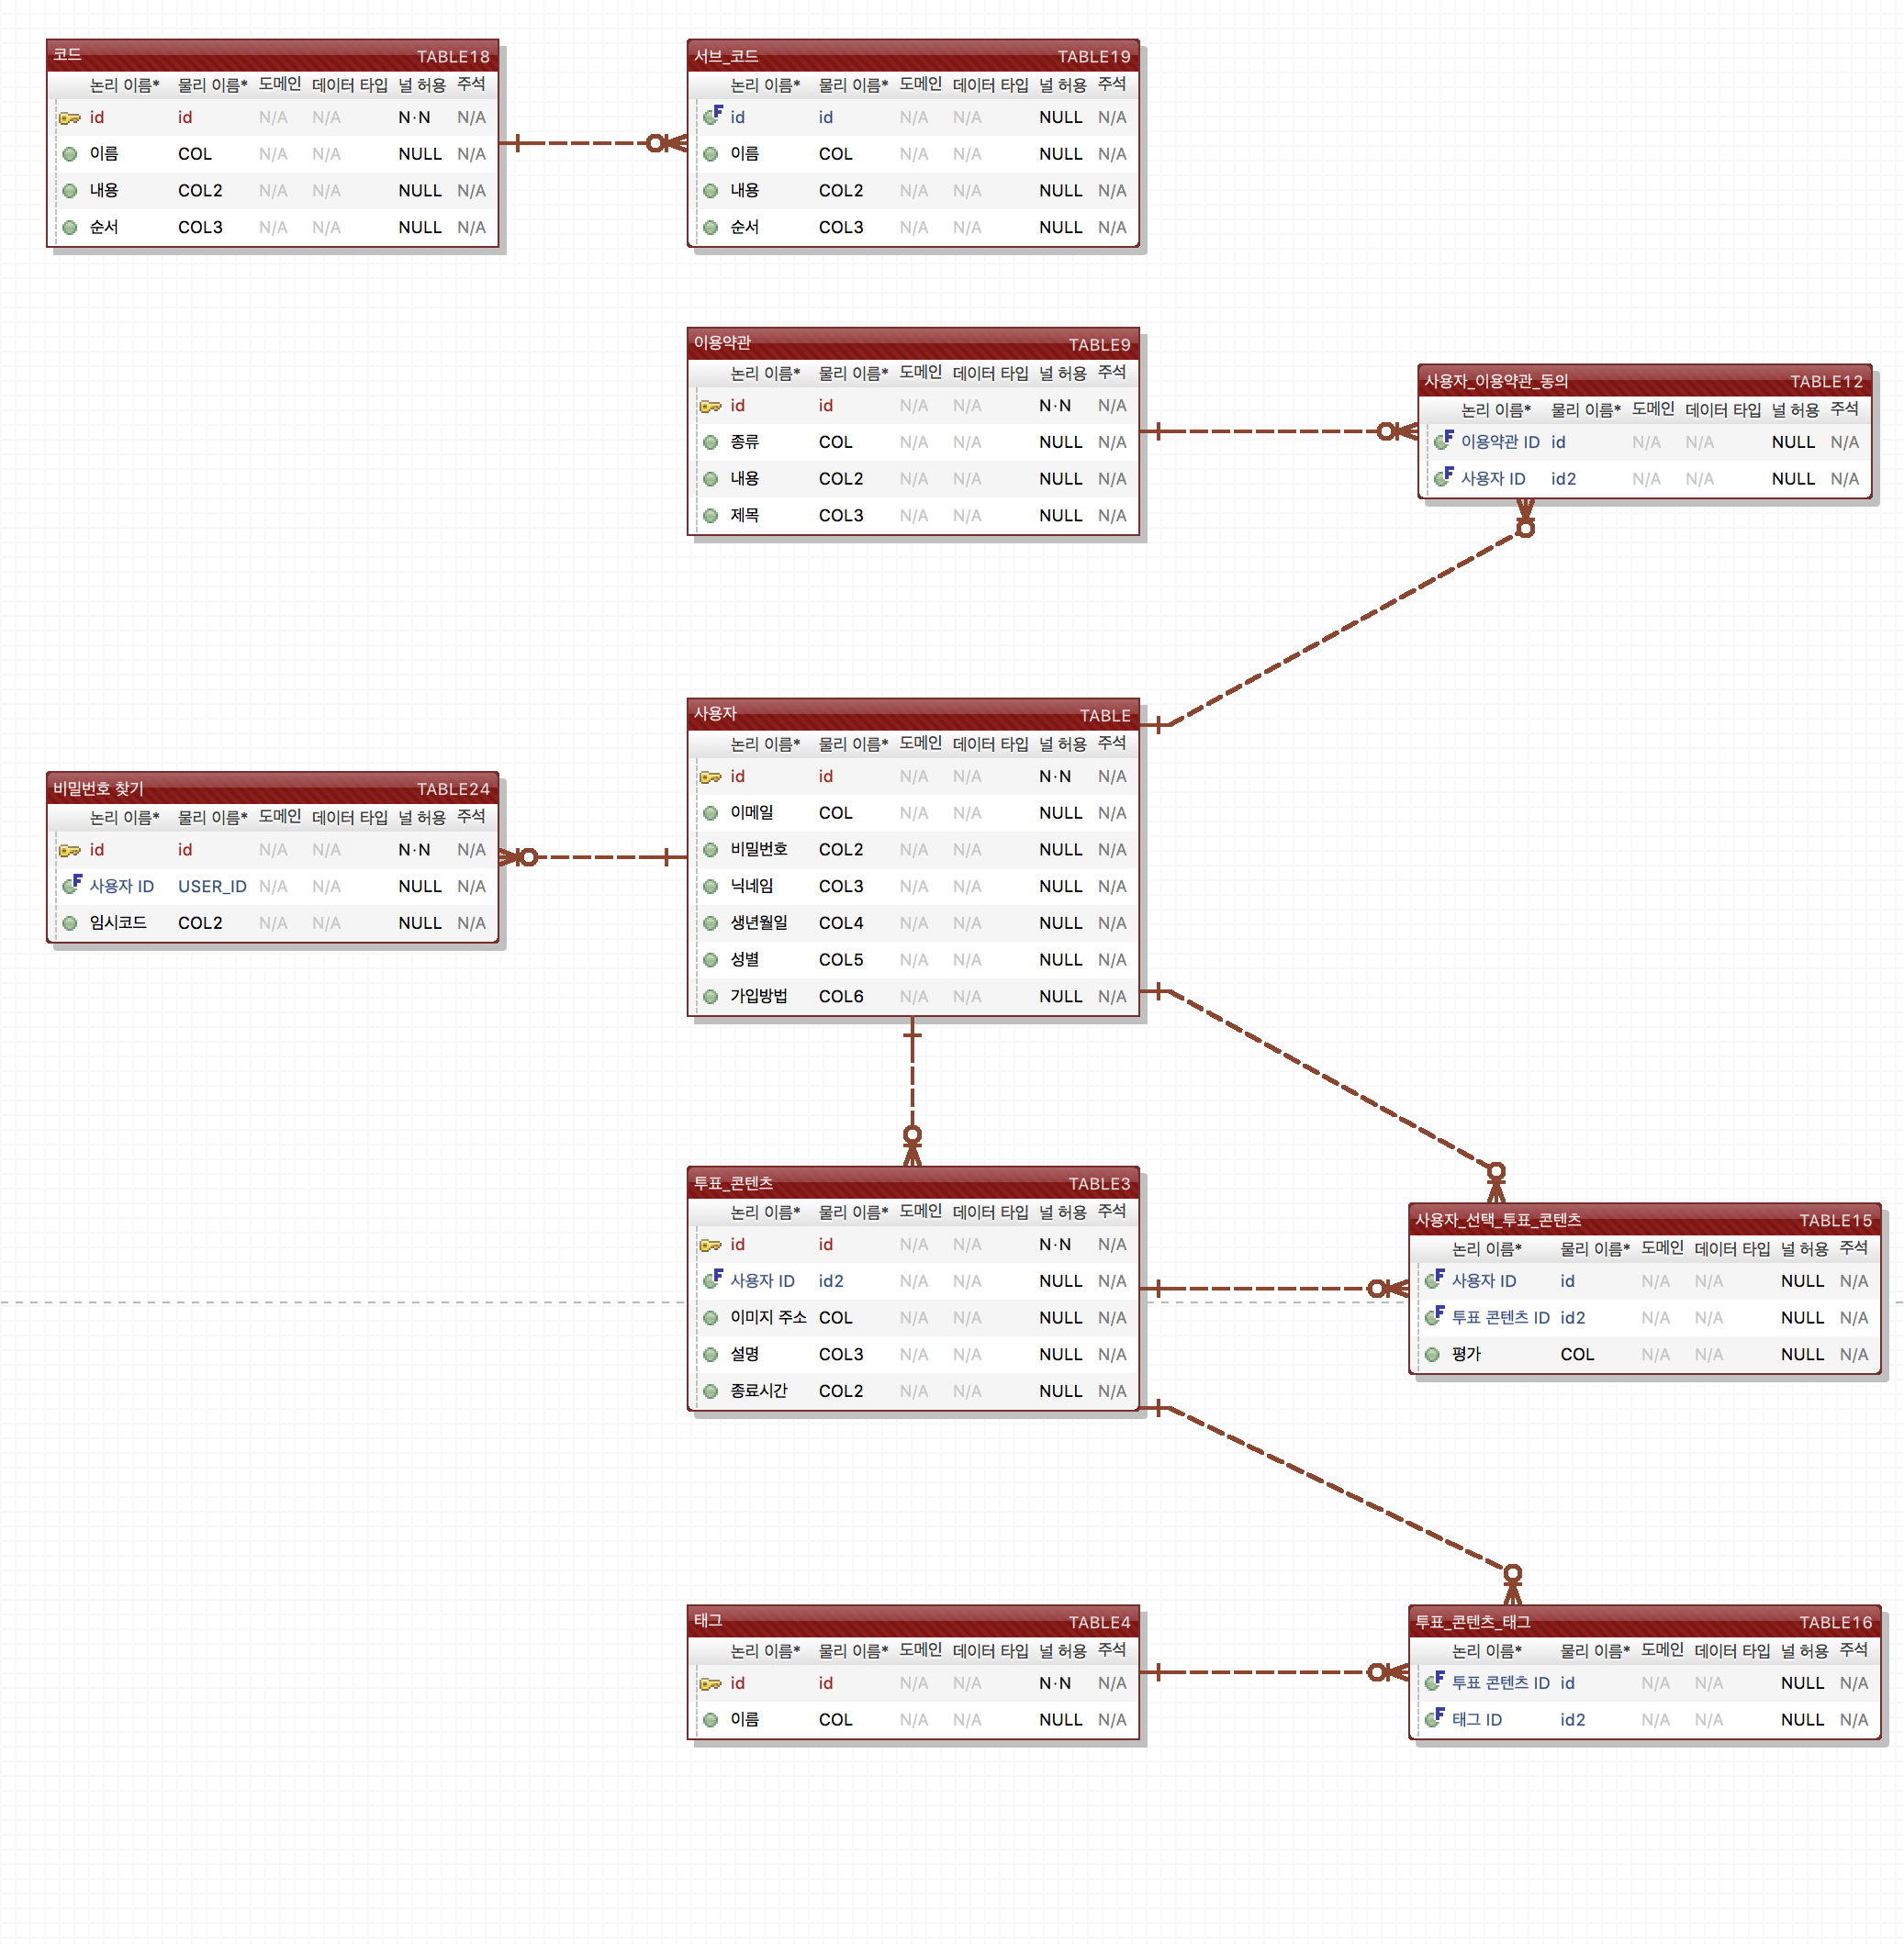 코드 TABLE18
논리 이름* 물리 이름* 도메인 데이터 타입 널 허용 주석
id id N/A N/A N·N N/A
이름 COL N/A N/A NULL N/A
내용 COL2 N/A N/A NULL N/A
순서 COL3 N/A N/A NULL N/A
서브_코드 TABLE19
논리 이름* 물리 이름* 도메인 데이터 타입 널 허용 주석
F id id N/A N/A NULL N/A
이름 COL N/A N/A NULL N/A
내용 COL2 N/A N/A NULL N/A
순서 COL3 N/A N/A NULL N/A
이용약관 TABLE9
논리 이름* 물리 이름* 도메인 데이터 타입 널 허용 주석
id id N/A N/A N·N N/A
종류 COL N/A N/A NULL N/A
내용 COL2 N/A N/A NULL N/A
제목 COL3 N/A N/A NULL N/A
사용자_이용약관_동의 TABLE12
논리 이름* 물리 이름* 도메인 데이터 타입 널 허용 주석
F 이용약관 ID id N/A N/A NULL N/A
F 사용자 ID id2 N/A N/A NULL N/A
사용자 TABLE
논리 이름* 물리 이름* 도메인 데이터 타입 널 허용 주석
id id N/A N/A N·N N/A
이메일 COL N/A N/A NULL N/A
비밀번호 COL2 N/A N/A NULL N/A
닉네임 COL3 N/A N/A NULL N/A
생년월일 COL4 N/A N/A NULL N/A
성별 COL5 N/A N/A NULL N/A
가입방법 COL6 N/A N/A NULL N/A
비밀번호 찾기 TABLE24
논리 이름* 물리 이름* 도메인 데이터 타입 널 허용 주석
id id N/A N/A N·N N/A
F 사용자 ID USER_ID N/A N/A NULL N/A
임시코드 COL2 N/A N/A NULL N/A
투표_콘텐츠 TABLE3
논리 이름* 물리 이름* 도메인 데이터 타입 널 허용 주석
id id N/A N/A N·N N/A
F 사용자 ID id2 N/A N/A NULL N/A
이미지 주소 COL N/A N/A NULL N/A
설명 COL3 N/A N/A NULL N/A
종료시간 COL2 N/A N/A NULL N/A
사용자_선택_투표_콘텐츠 TABLE15
논리 이름* 물리 이름* 도메인 데이터 타입 널 허용 주석
F 사용자 ID id N/A N/A NULL N/A
F 투표 콘텐츠 ID id2 N/A N/A NULL N/A
평가 COL N/A N/A NULL N/A
태그 TABLE4
논리 이름* 물리 이름* 도메인 데이터 타입 널 허용 주석
id id N/A N/A N·N N/A
이름 COL N/A N/A NULL N/A
투표_콘텐츠_태그 TABLE16
논리 이름* 물리 이름* 도메인 데이터 타입 널 허용 주석
F 투표 콘텐츠 ID id N/A N/A NULL N/A
F 태그 ID id2 N/A N/A NULL N/A